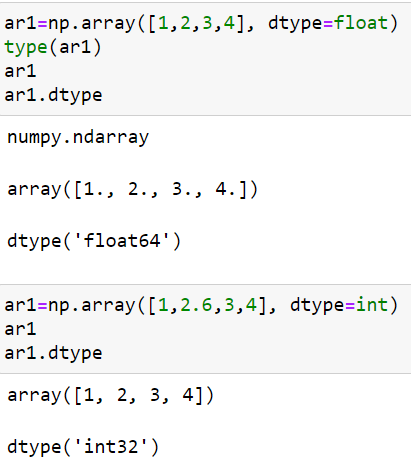 ar1=np.array([1,2,3,4], dtype=float)
type(ar1)
ar1
ar1.dtype
numpy.ndarray
array([1., 2., 3., 4.])
dtype('float64')
ar1=np.array([1,2.6,3,4], dtype=int)
ar1
ar1.dtype
array([1, 2, 3, 4])
dtype('int32')